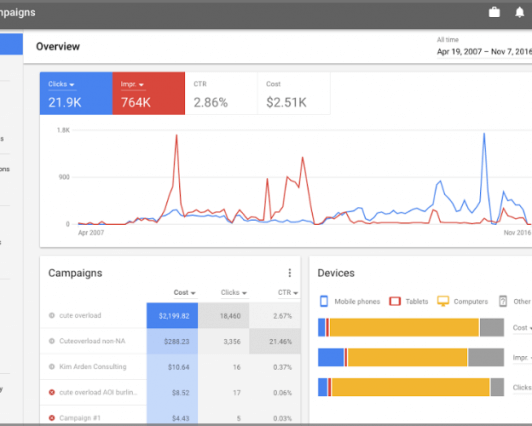 mpaigns
Overview
All time
Apr 19, 2007 – Nov 7, 2016
Clicks
Impr.
CTR
Cost
21.9K
764K
2.86%
$2.51K
1.8K
900
0
Apr 2007
Nov 2016
Campaigns
Cost
Clicks
CTR
cute overload
$2,199.82
18,460
2.67%
Cuteoverload non-NA
$288.23
3,356
21.46%
Kim Arden Consulting
$10.64
16
0.37%
cute overload AOI burlin...
$8.52
17
0.06%
Campaign #1
$4.43
5
0.03%
Devices
Mobile phones
Tablets
Computers
Other
Cost
Impr.
Clicks
s
ons
s
y